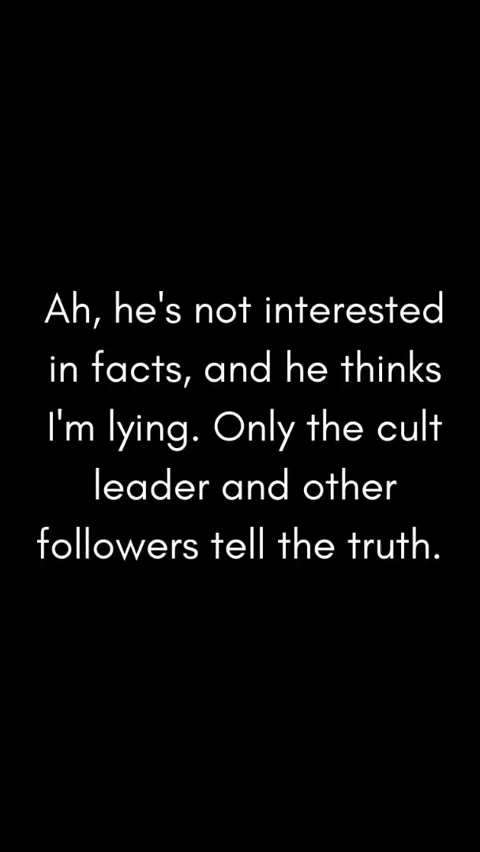 Ah, he's not interested
in facts, and he thinks
I'm lying. Only the cult
leader and other
followers tell the truth.